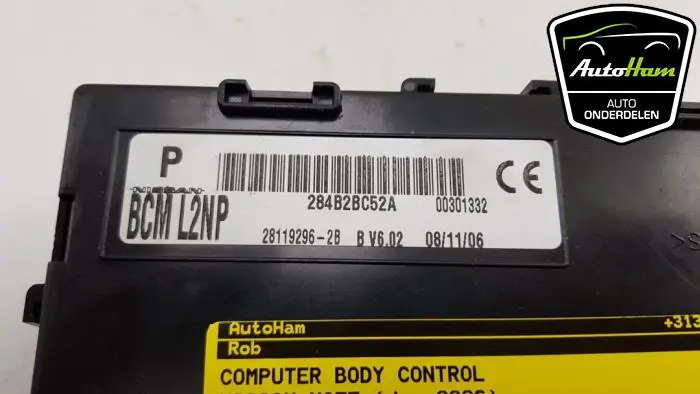 AutoHam
AUTO
ONDERDELEN
P
284B2BC52A 00301332
CE
NISSAN
BCM L2NP
28119296-2B B V6.02 08/11/06
AutoHam +313
Rob
COMPUTER BODY CONTROL